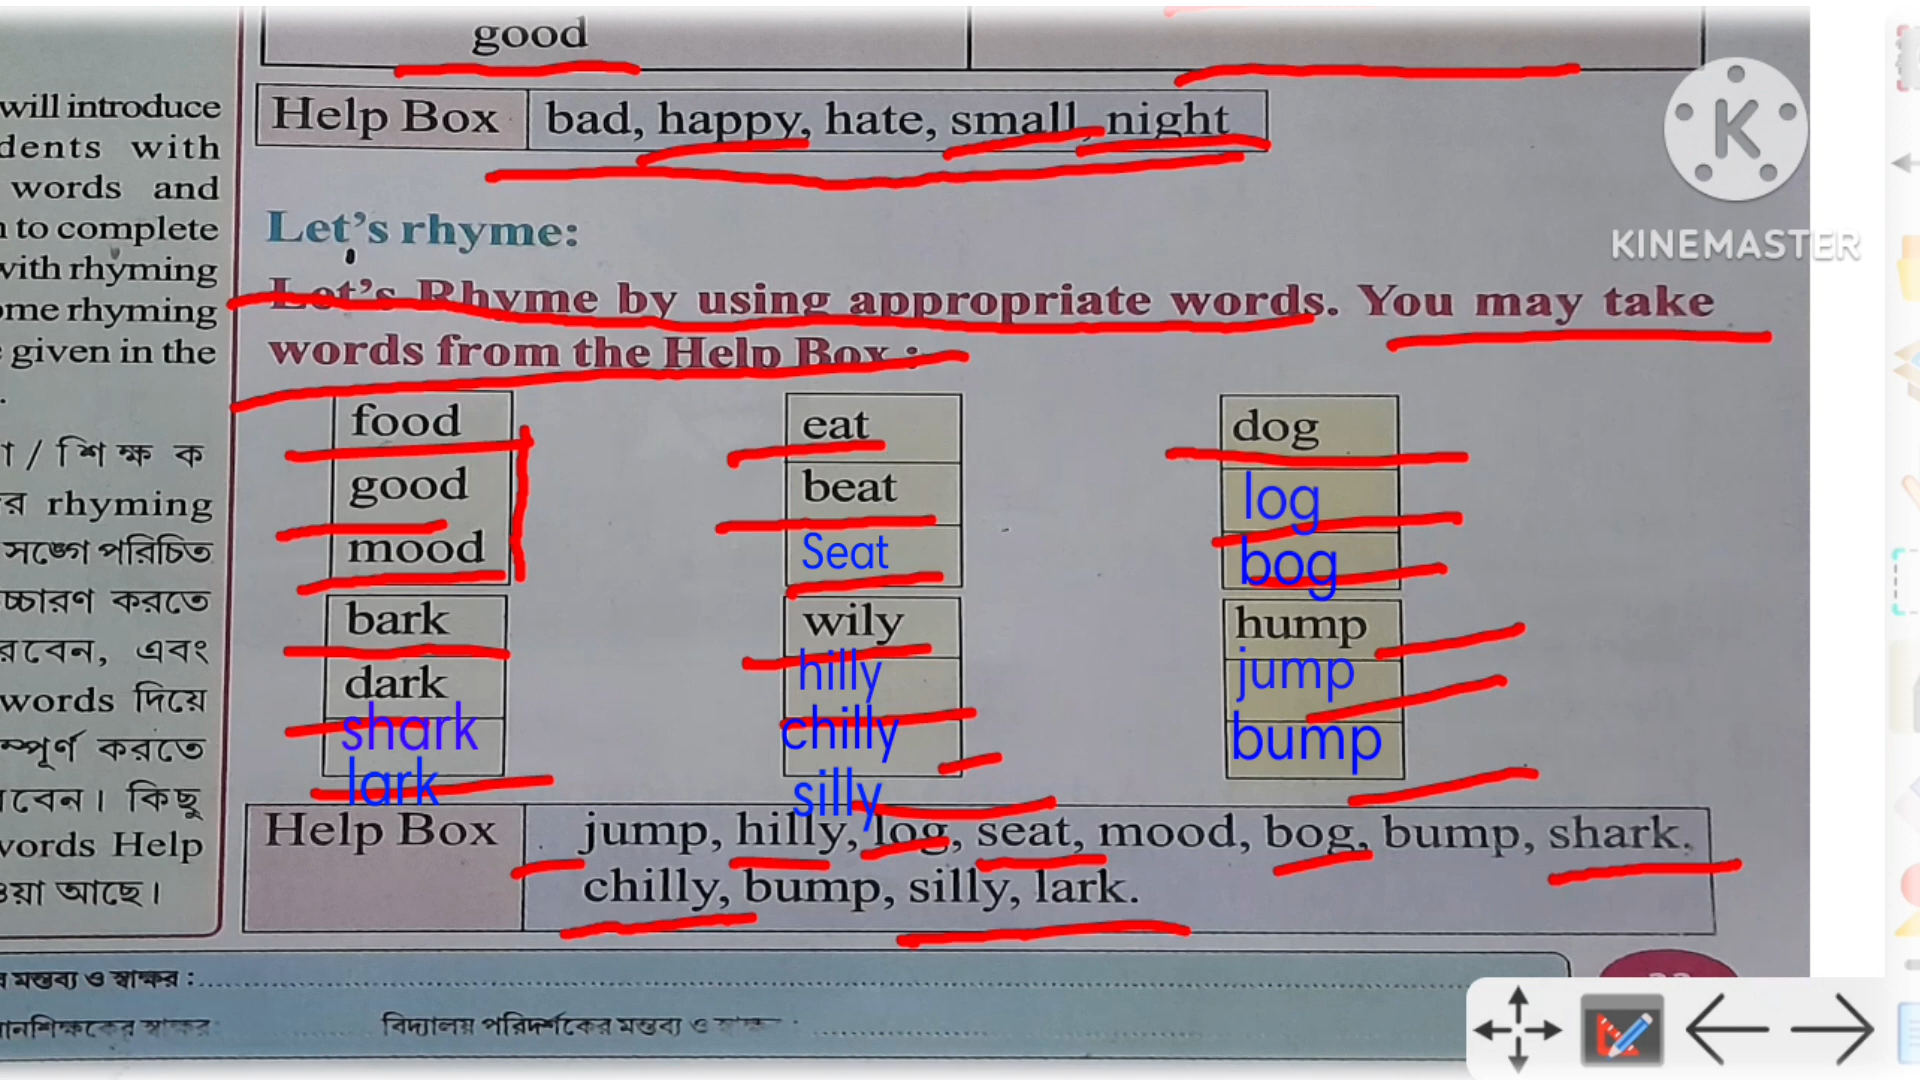 good
Help Box bad, happy, hate, small, night
KINEMASTER
will introduce
dents with
words and
to complete
with rhyming
ome rhyming
given in the
/ শি ক্ষ ক
র rhyming
সঙ্গে পরিচিত
চ্চারণ করতে
রবেন, এবং
words দিয়ে
ম্পূর্ণ করতে
বেন। কিছু
words Help
ওয়া আছে।
Let's rhyme:
Let's Rhyme by using appropriate words. You may take
words from the Help Box :
food eat dog
good beat log
mood Seat bog
bark wily hump
dark hilly jump
shark chilly bump
lark silly
Help Box jump, hilly, log, seat, mood, bog, bump, shark,
chilly, bump, silly, lark.
মন্তব্য ও স্বাক্ষর :
বিদ্যালয় পরিদর্শকের মন্তব্য ও